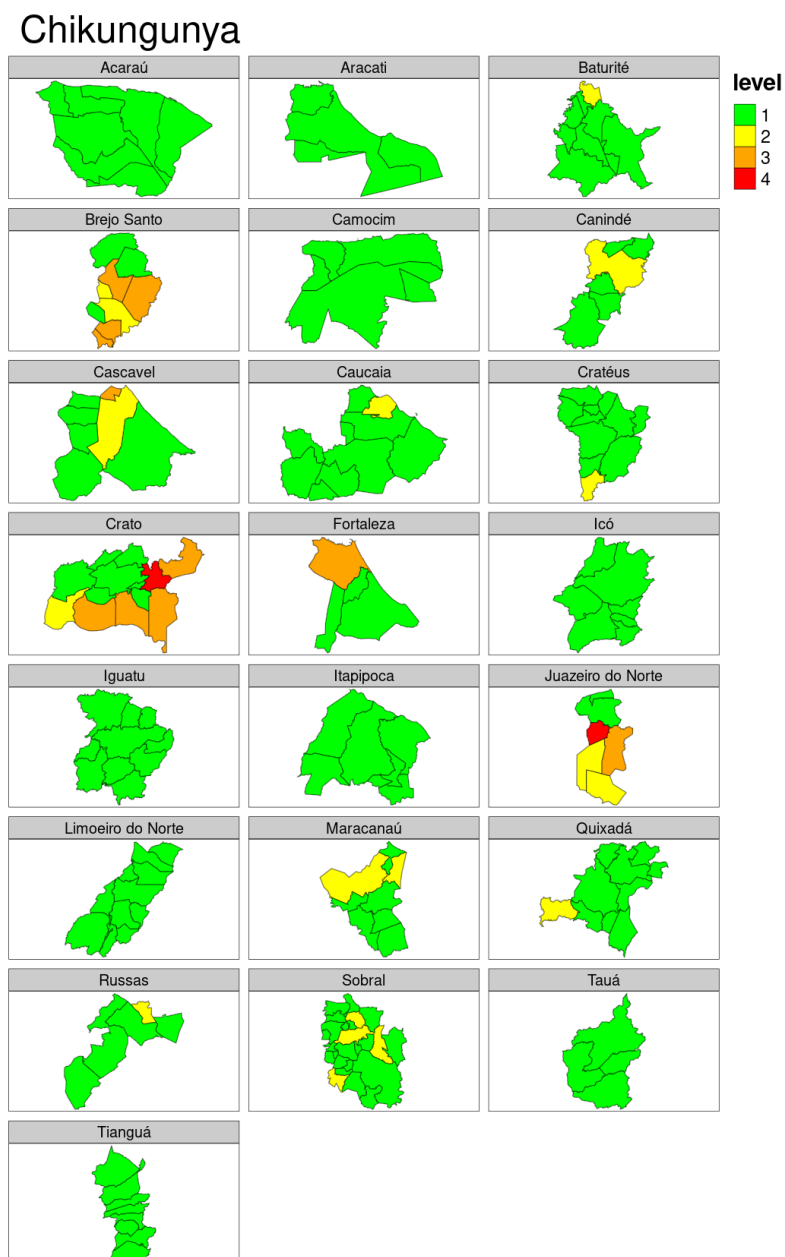 Chikungunya
Acaraú
Aracati
Baturité
level
1
2
3
4
Brejo Santo
Camocim
Canindé
Cascavel
Caucaia
Cratéus
Crato
Fortaleza
Icó
Iguatu
Itapipoca
Juazeiro do Norte
Limoeiro do Norte
Maracanaú
Quixadá
Russas
Sobral
Tauá
Tianguá